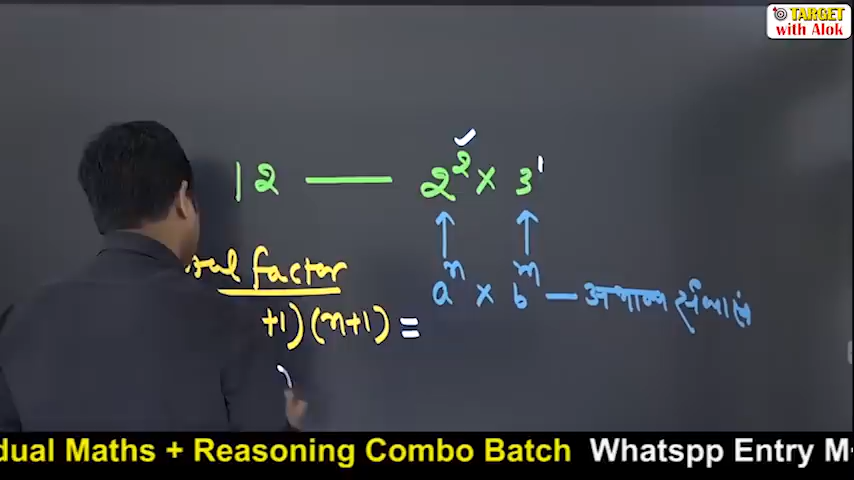 TARGET
with Alok
12 — 2² × 3¹
factor
aⁿ × bᵐ — अभाज्य संख्याएं
+1) (n+1) =
dual Maths + Reasoning Combo Batch Whatspp Entry M-